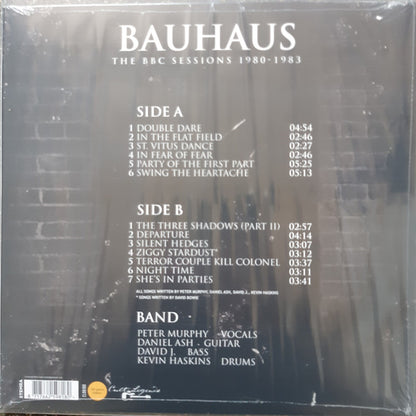 BAUHAUS
THE BBC SESSIONS 1980-1983
SIDE A
1 DOUBLE DARE 04:54
2 IN THE FLAT FIELD 02:46
3 ST. VITUS DANCE 02:27
4 IN FEAR OF FEAR 02:46
5 PARTY OF THE FIRST PART 05:25
6 SWING THE HEARTACHE 05:13
SIDE B
1 THE THREE SHADOWS (PART II) 02:57
2 DEPARTURE 04:14
3 SILENT HEDGES 03:07
4 ZIGGY STARDUST* 03:12
5 TERROR COUPLE KILL COLONEL 03:37
6 NIGHT TIME 03:11
7 SHE'S IN PARTIES 03:41
ALL SONGS WRITTEN BY PETER MURPHY, DANIEL ASH, DAVID J., KEVIN HASKINS
* SONGS WRITTEN BY DAVID BOWIE
BAND
PETER MURPHY VOCALS
DANIEL ASH . GUITAR
DAVID J. BASS
KEVIN HASKINS DRUMS
Cult Legends